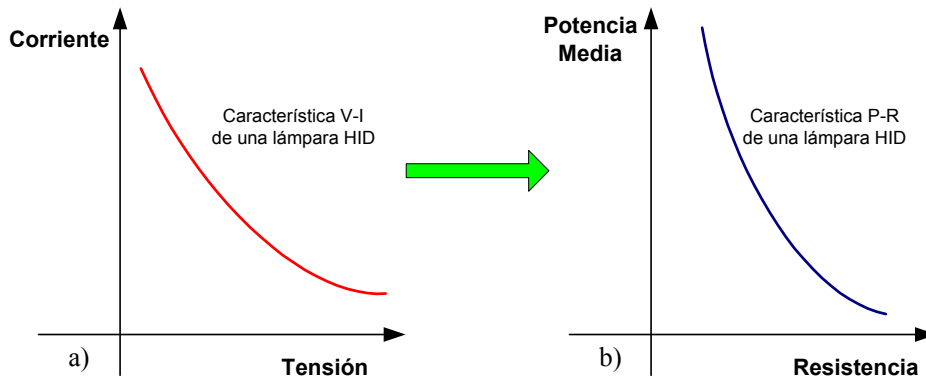 Corriente
Característica V-I
de una lámpara HID
a)
Tensión
Potencia
Media
Característica P-R
de una lámpara HID
b)
Resistencia